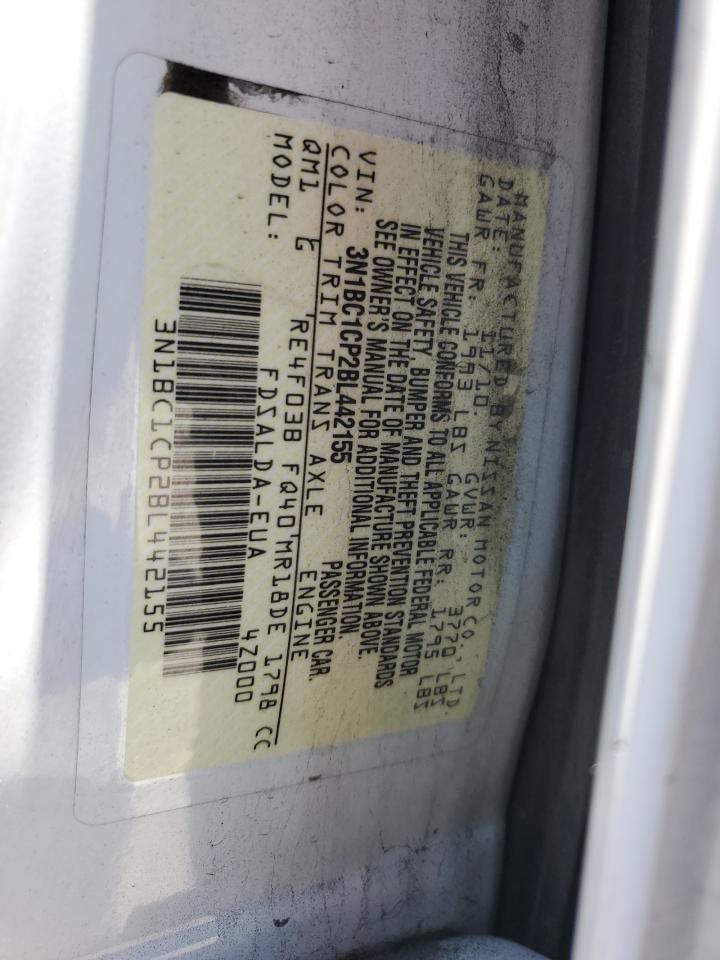 MANUFACTURED BY NISSAN MOTOR CO., LTD.
DATE: 11/10 GVWR: 3770 LBS
GAWR FR: 1993 LBS GAWR RR: 1795 LBS
THIS VEHICLE CONFORMS TO ALL APPLICABLE FEDERAL MOTOR
VEHICLE SAFETY, BUMPER AND THEFT PREVENTION STANDARDS
IN EFFECT ON THE DATE OF MANUFACTURE SHOWN ABOVE.
SEE OWNER'S MANUAL FOR ADDITIONAL INFORMATION.
VIN: 3N1BC1CP2BL442155 PASSENGER CAR.
COLOR TRIM TRANS AXLE ENGINE
QM1 G RE4F03B FQ40 MR18DE 1798 CC
MODEL: FDSALDA-EUA 4Z000
3N1BC1CP2BL442155